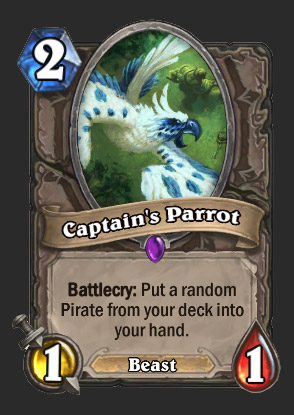 2
Captain's Parrot
Battlecry: Put a random
Pirate from your deck into
your hand.
1
Beast
1